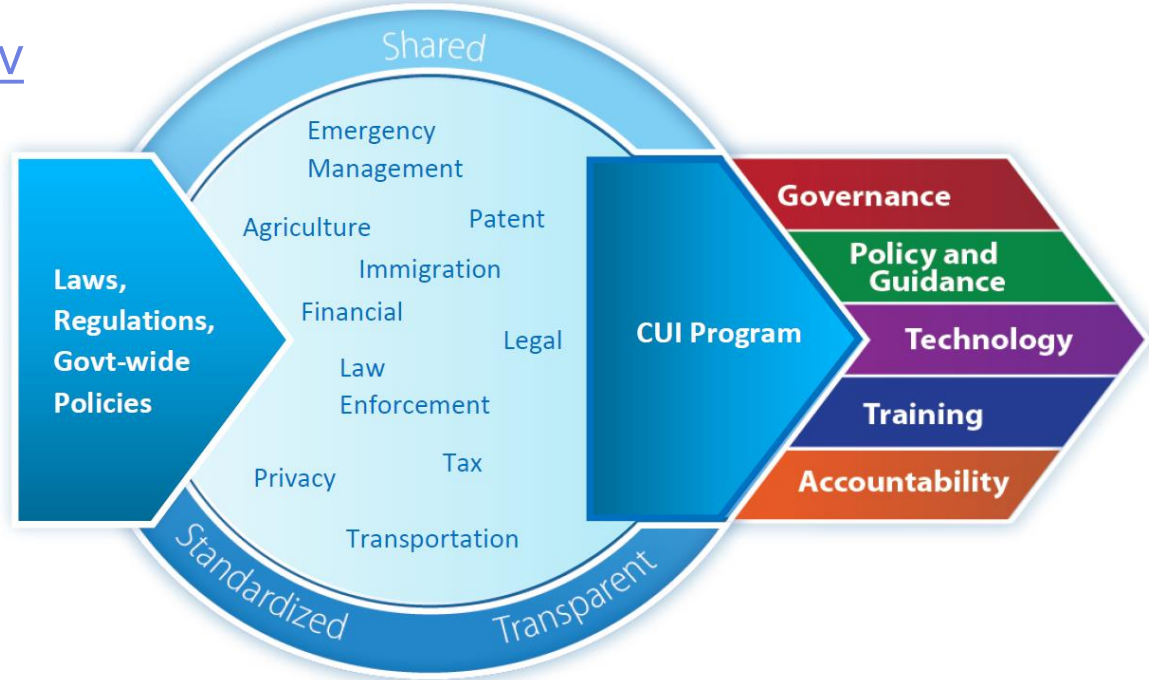 v
Shared
Emergency
Management
Agriculture
Patent
Immigration
Financial
Legal
Law
Enforcement
Privacy
Tax
Transportation
Standardized
Transparent
Laws,
Regulations,
Govt-wide
Policies
CUI Program
Governance
Policy and
Guidance
Technology
Training
Accountability